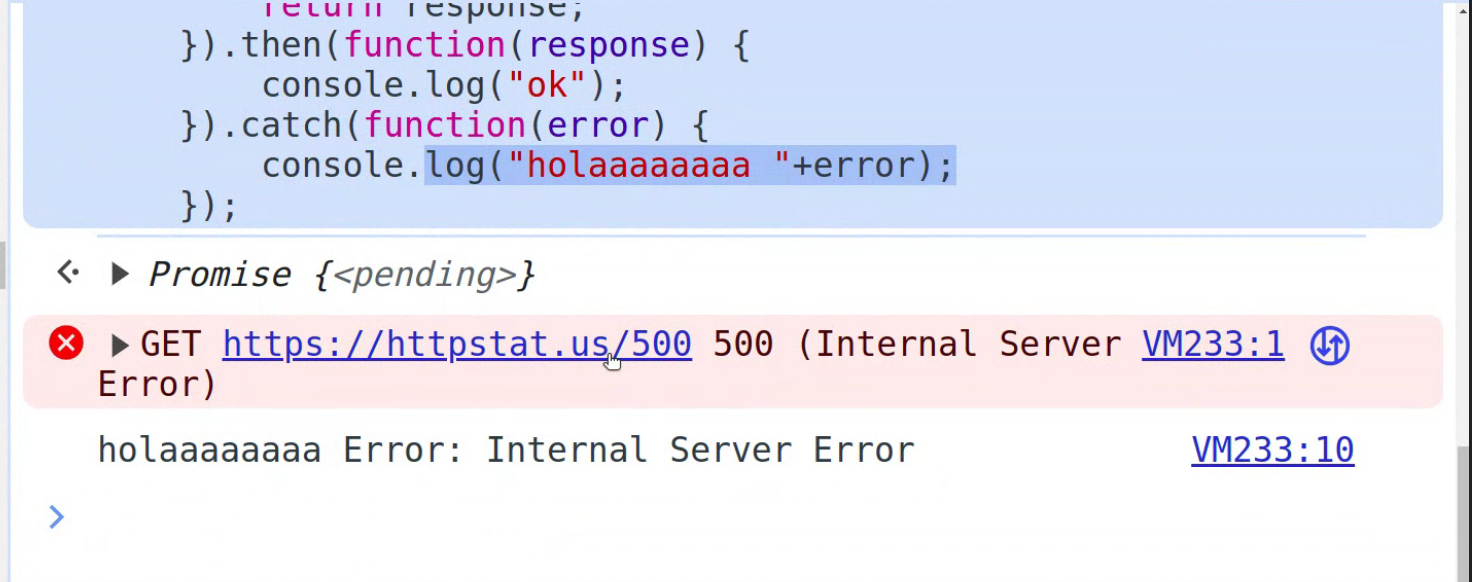 return response;
}).then(function(response) {
console.log("ok");
}).catch(function(error) {
console.log("holaaaaaaaa "+error);
});
Promise {<pending>}
GET https://httpstat.us/500 500 (Internal Server VM233:1
Error)
holaaaaaaaa Error: Internal Server Error VM233:10